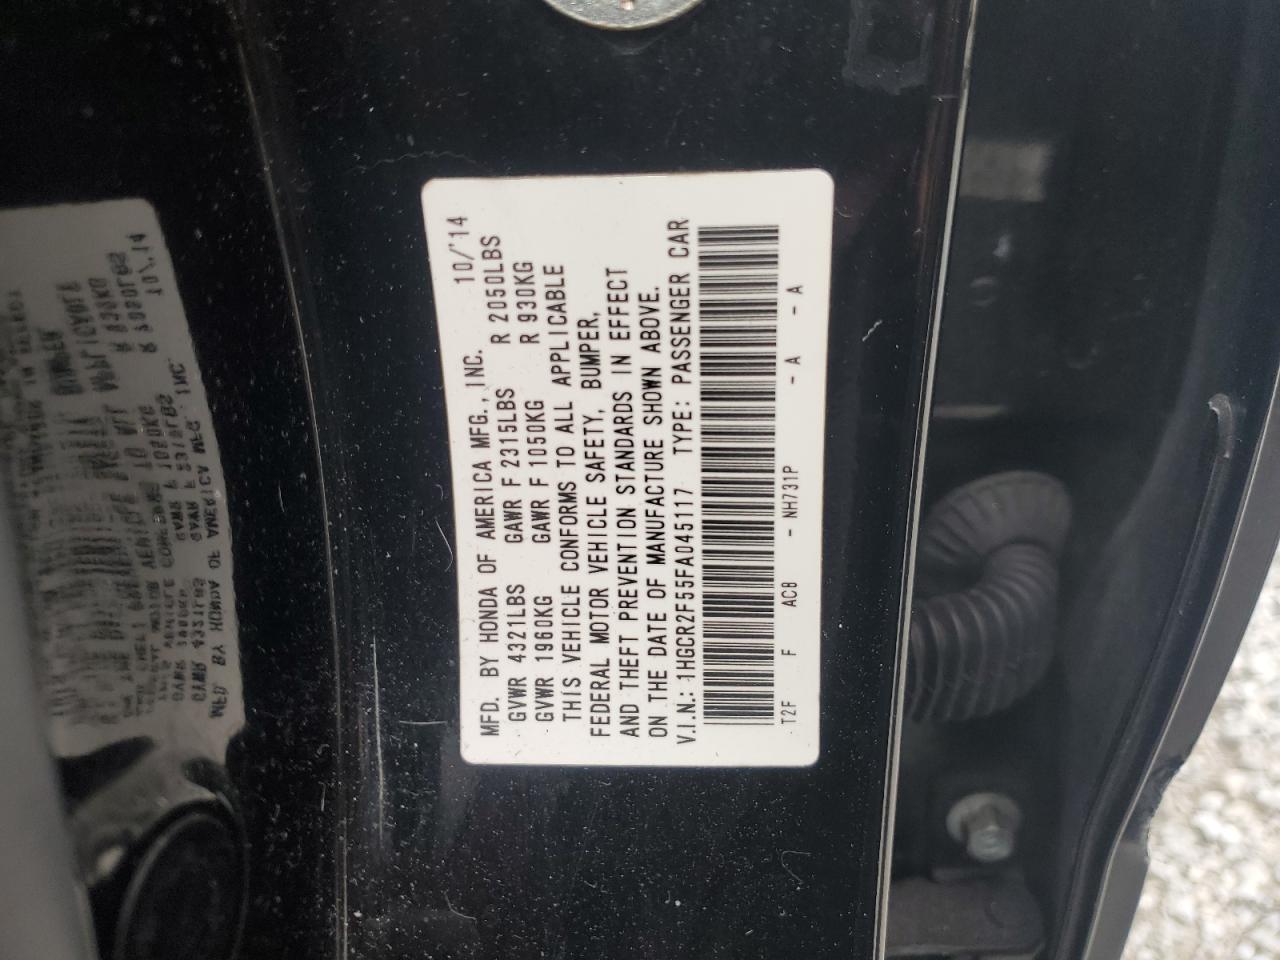 MFD. BY HONDA OF AMERICA MFG., INC. 10/'14
GVWR 4321LBS GAWR F 2315LBS R 2050LBS
GVWR 1960KG GAWR F 1050KG R 930KG
THIS VEHICLE CONFORMS TO ALL APPLICABLE
FEDERAL MOTOR VEHICLE SAFETY, BUMPER,
AND THEFT PREVENTION STANDARDS IN EFFECT
ON THE DATE OF MANUFACTURE SHOWN ABOVE.
V.I.N.: 1HGCR2F55FA045117 TYPE: PASSENGER CAR
T2F F AC8 - NH731P - A - A